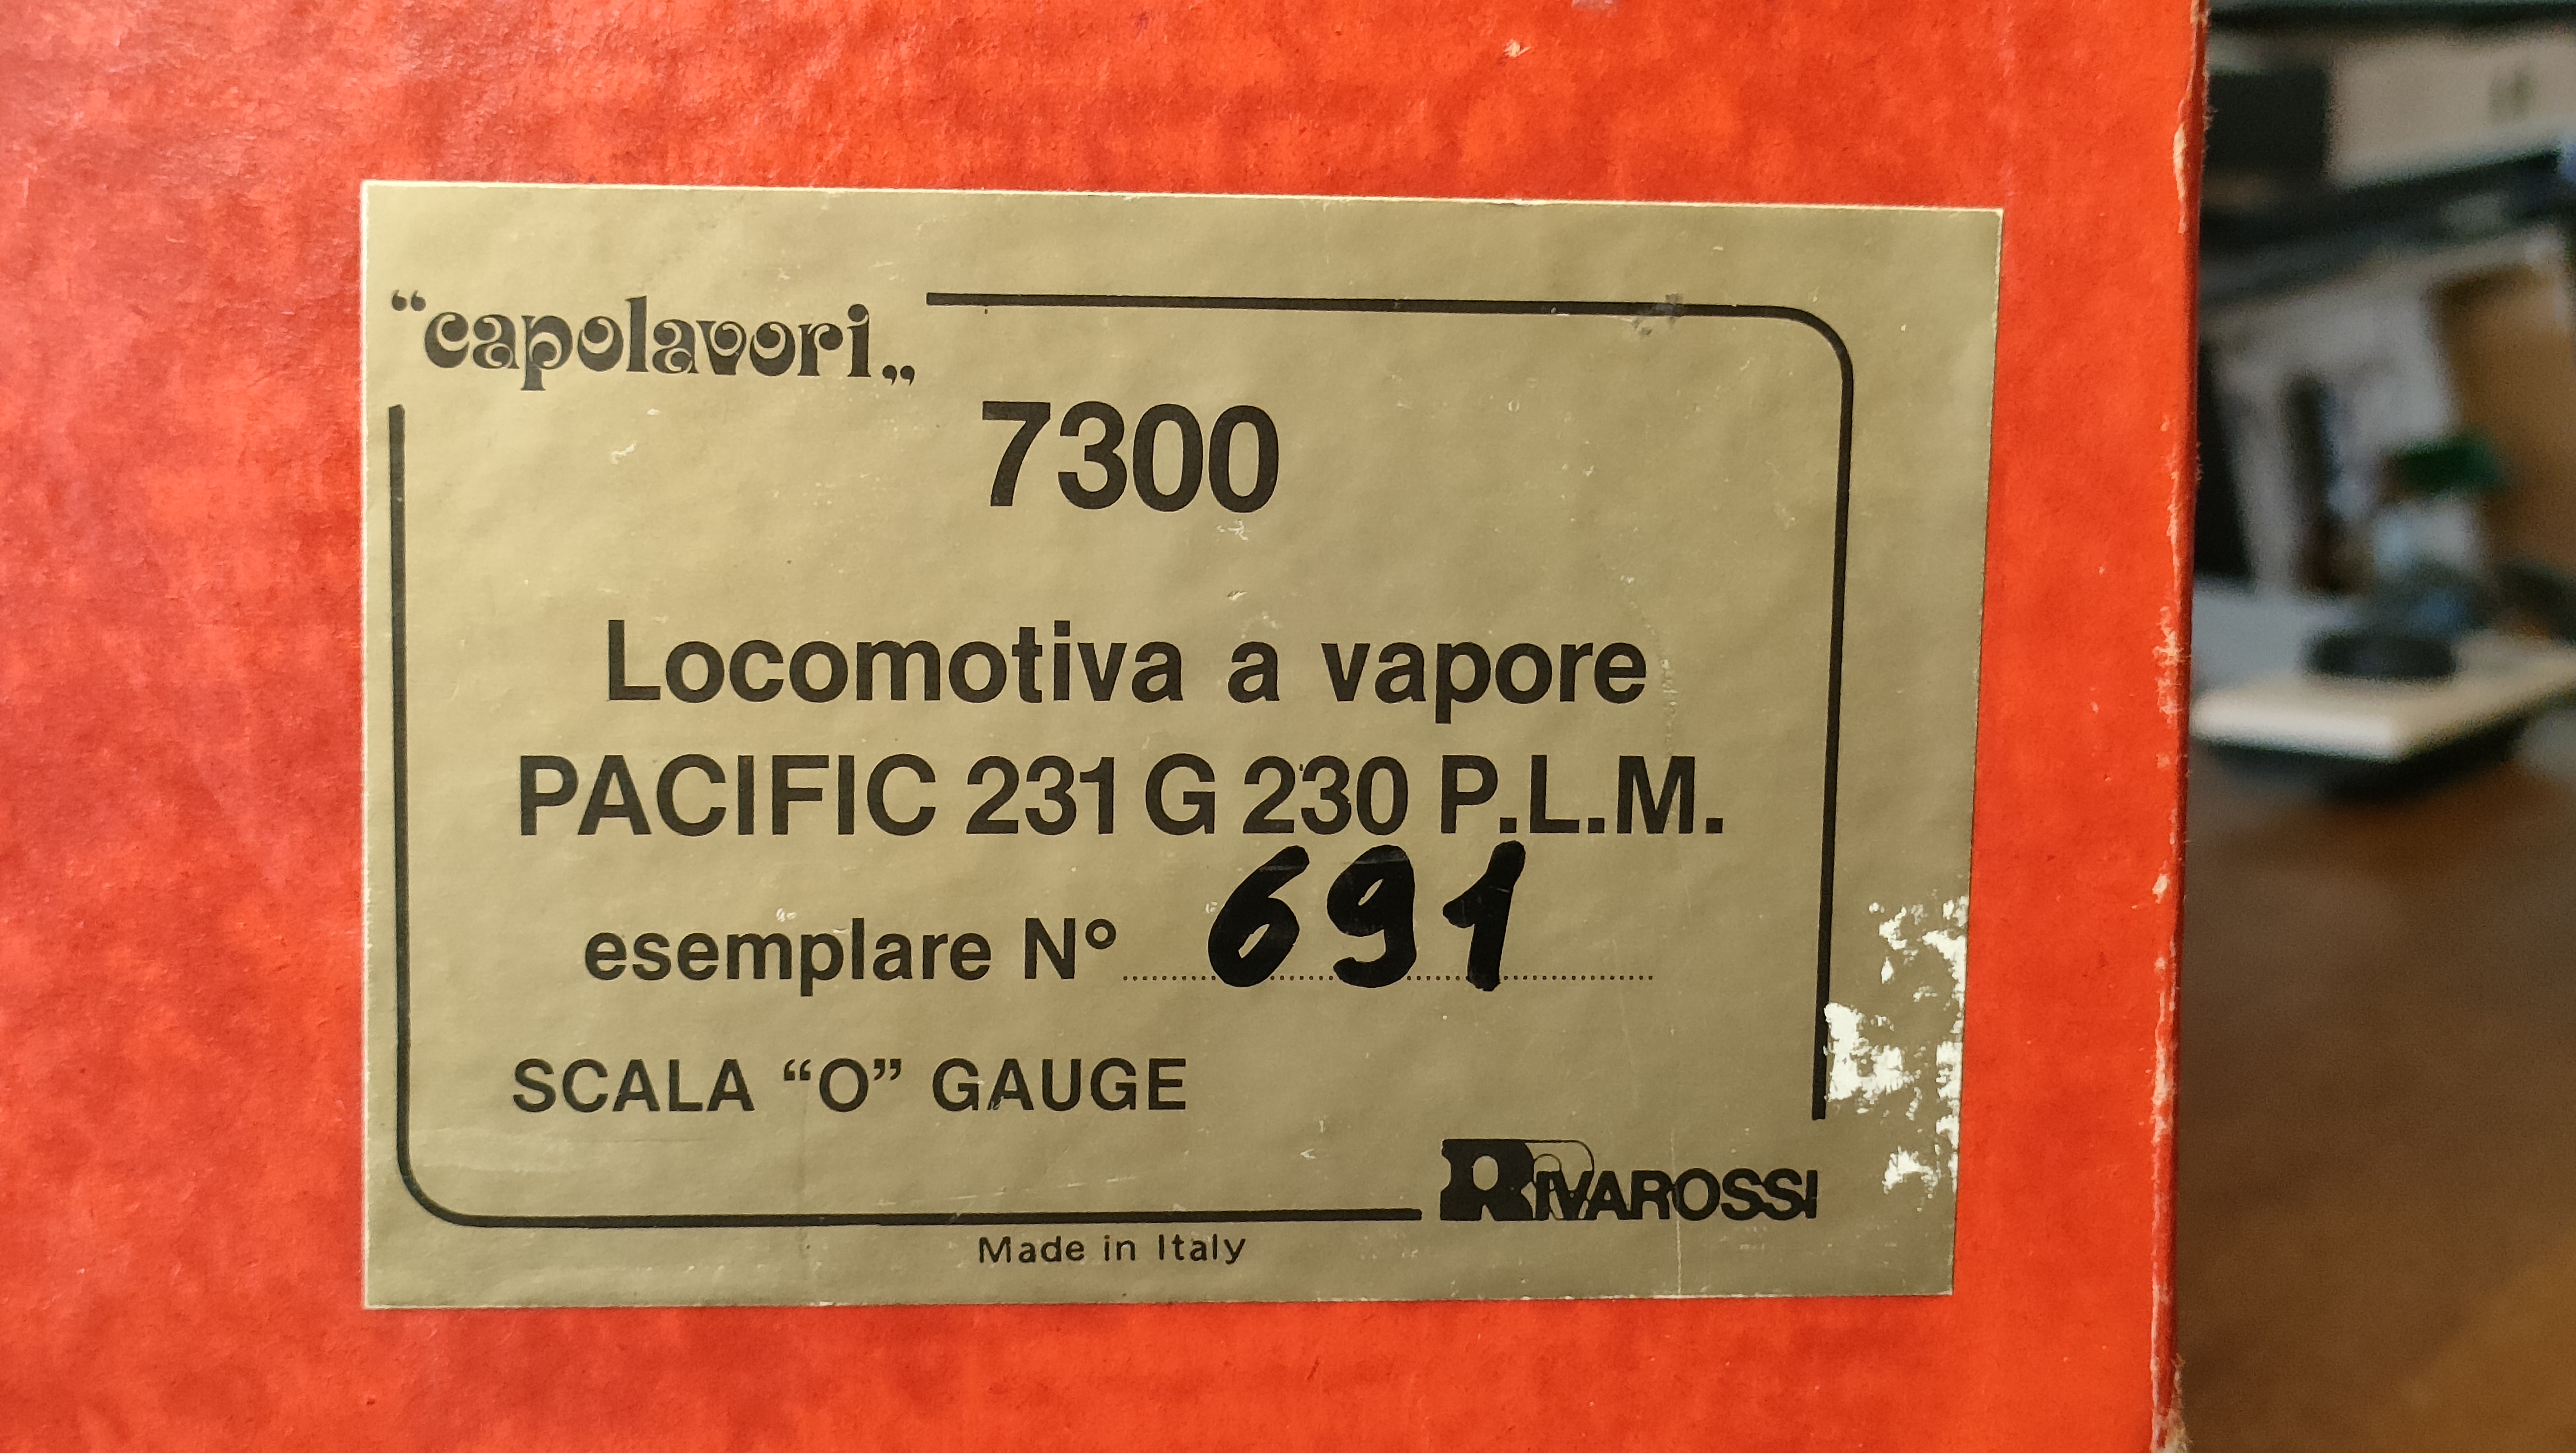 “capolavori„
7300
Locomotiva a vapore
PACIFIC 231 G 230 P.L.M.
esemplare N° 691
SCALA “O” GAUGE
RIVAROSSI
Made in Italy